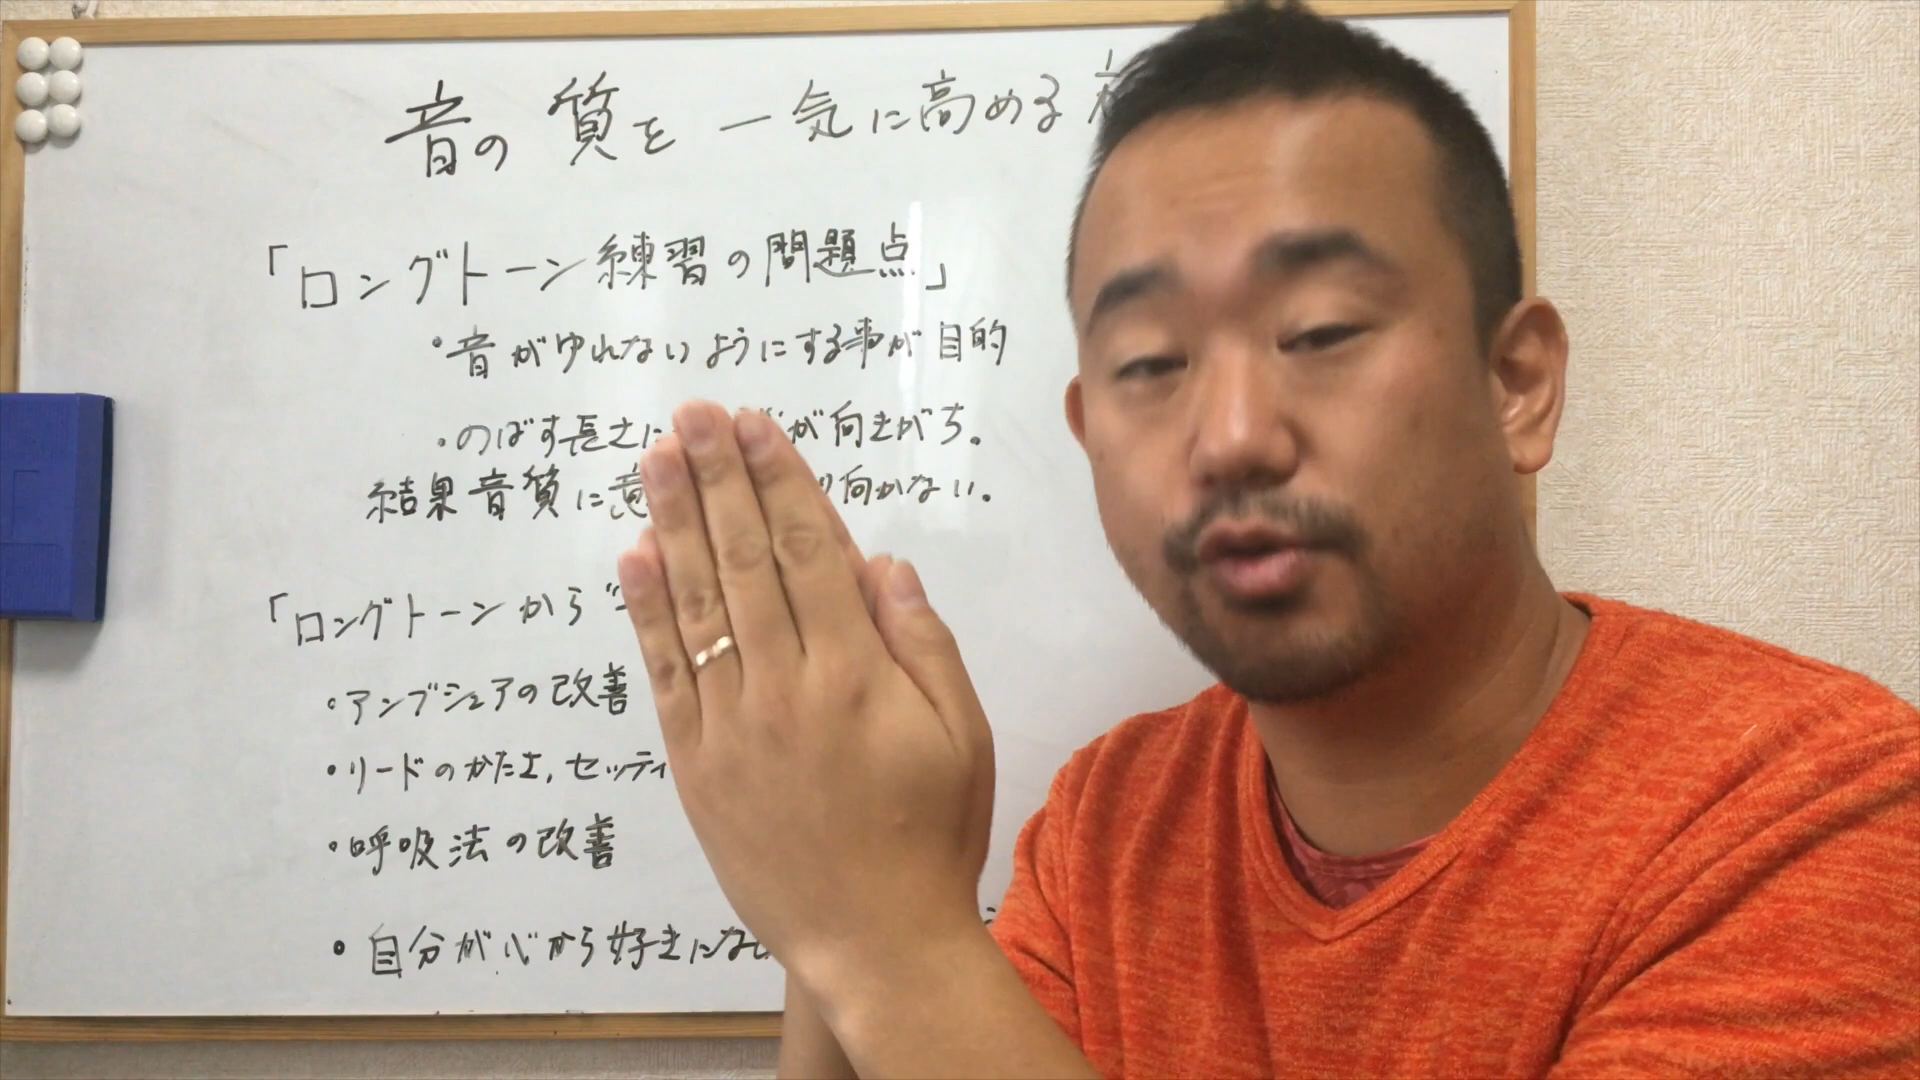 音の質を一気に高める
「ロングトーン練習の問題点」
・音がゆれないようにする事が目的
・のばす長さに が向きがち。
結果音質に意 向かない。
「ロングトーンから
・アンブシュアの改善
・リードのかたさ,セッティ
・呼吸法の改善
・自分が心から好きにな